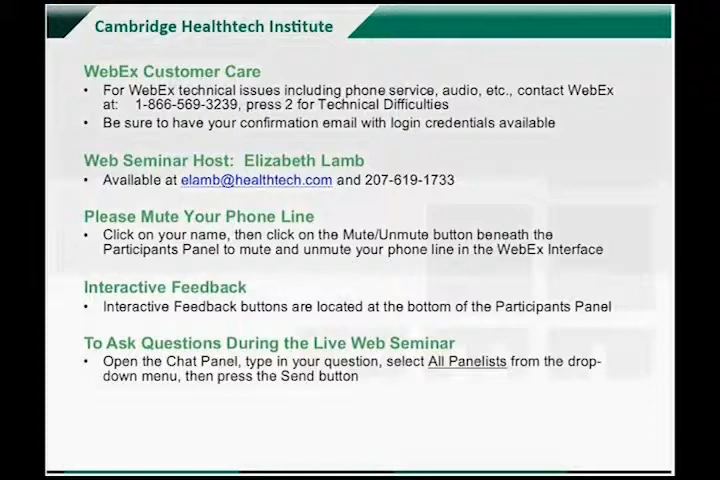 Cambridge Healthtech Institute
WebEx Customer Care
• For WebEx technical issues including phone service, audio, etc., contact WebEx
at: 1-866-569-3239, press 2 for Technical Difficulties
• Be sure to have your confirmation email with login credentials available
Web Seminar Host: Elizabeth Lamb
• Available at elamb@healthtech.com and 207-619-1733
Please Mute Your Phone Line
• Click on your name, then click on the Mute/Unmute button beneath the
Participants Panel to mute and unmute your phone line in the WebEx Interface
Interactive Feedback
• Interactive Feedback buttons are located at the bottom of the Participants Panel
To Ask Questions During the Live Web Seminar
• Open the Chat Panel, type in your question, select All Panelists from the drop-
down menu, then press the Send button